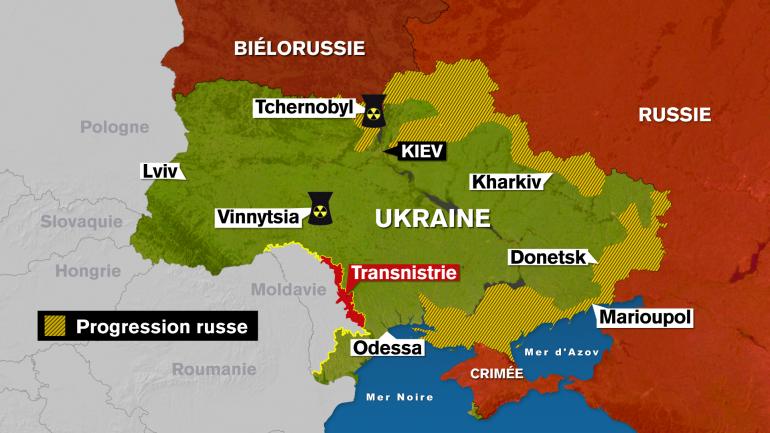 BIÉLORUSSIE
Tchernobyl
RUSSIE
Pologne
KIEV
Lviv
Kharkiv
Vinnytsia
UKRAINE
Slovaquie
Donetsk
Hongrie
Transnistrie
Moldavie
Marioupol
Progression russe
Odessa
Mer d'Azov
Roumanie
CRIMÉE
Mer Noire